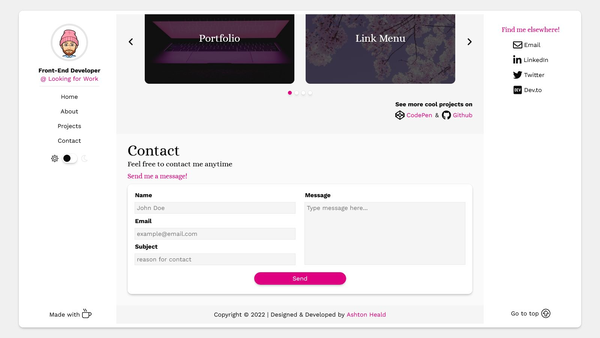 Front-End Developer
@ Looking for Work
Home
About
Projects
Contact
Made with
Portfolio
Link Menu
See more cool projects on
CodePen & Github
Contact
Feel free to contact me anytime
Send me a message!
Name
John Doe
Email
example@email.com
Subject
reason for contact
Message
Type message here...
Send
Copyright © 2022 | Designed & Developed by Ashton Heald
Find me elsewhere!
Email
Linkedin
Twitter
DEV Dev.to
Go to top